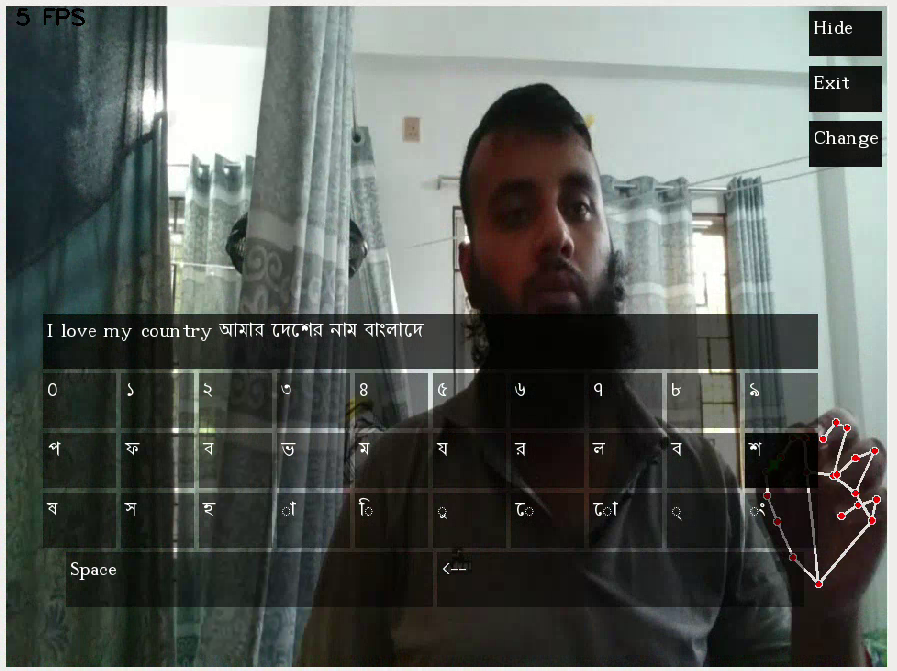 5 FPS
Hide
Exit
Change
I love my country আমার দেশের নাম বাংলাদে
০ ১ ২ ৩ ৪ ৫ ৬ ৭ ৮ ৯
প ফ ব ভ ম য র ল ব শ
ষ স হ া ি ু ে ো ্ ং
Space <--